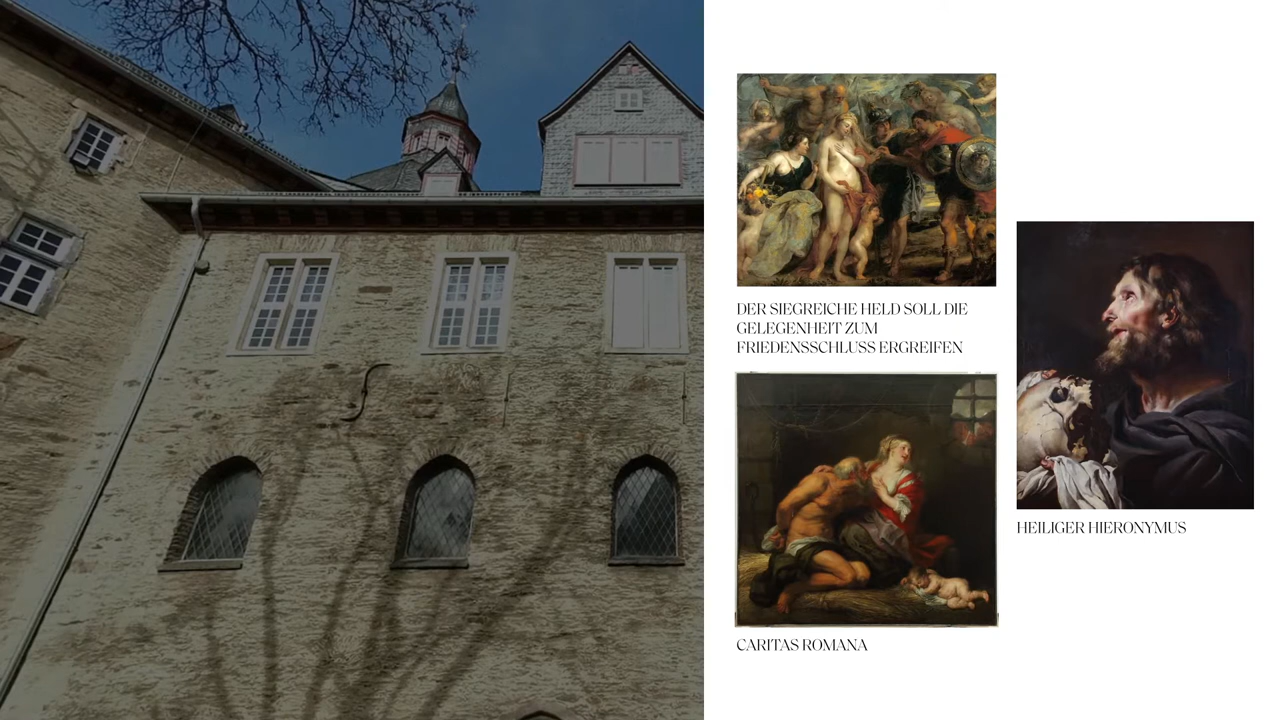 DER SIEGREICHE HELD SOLL DIE
GELEGENHEIT ZUM
FRIEDENSSCHLUSS ERGREIFEN
HEILIGER HIERONYMUS
CARITAS ROMANA